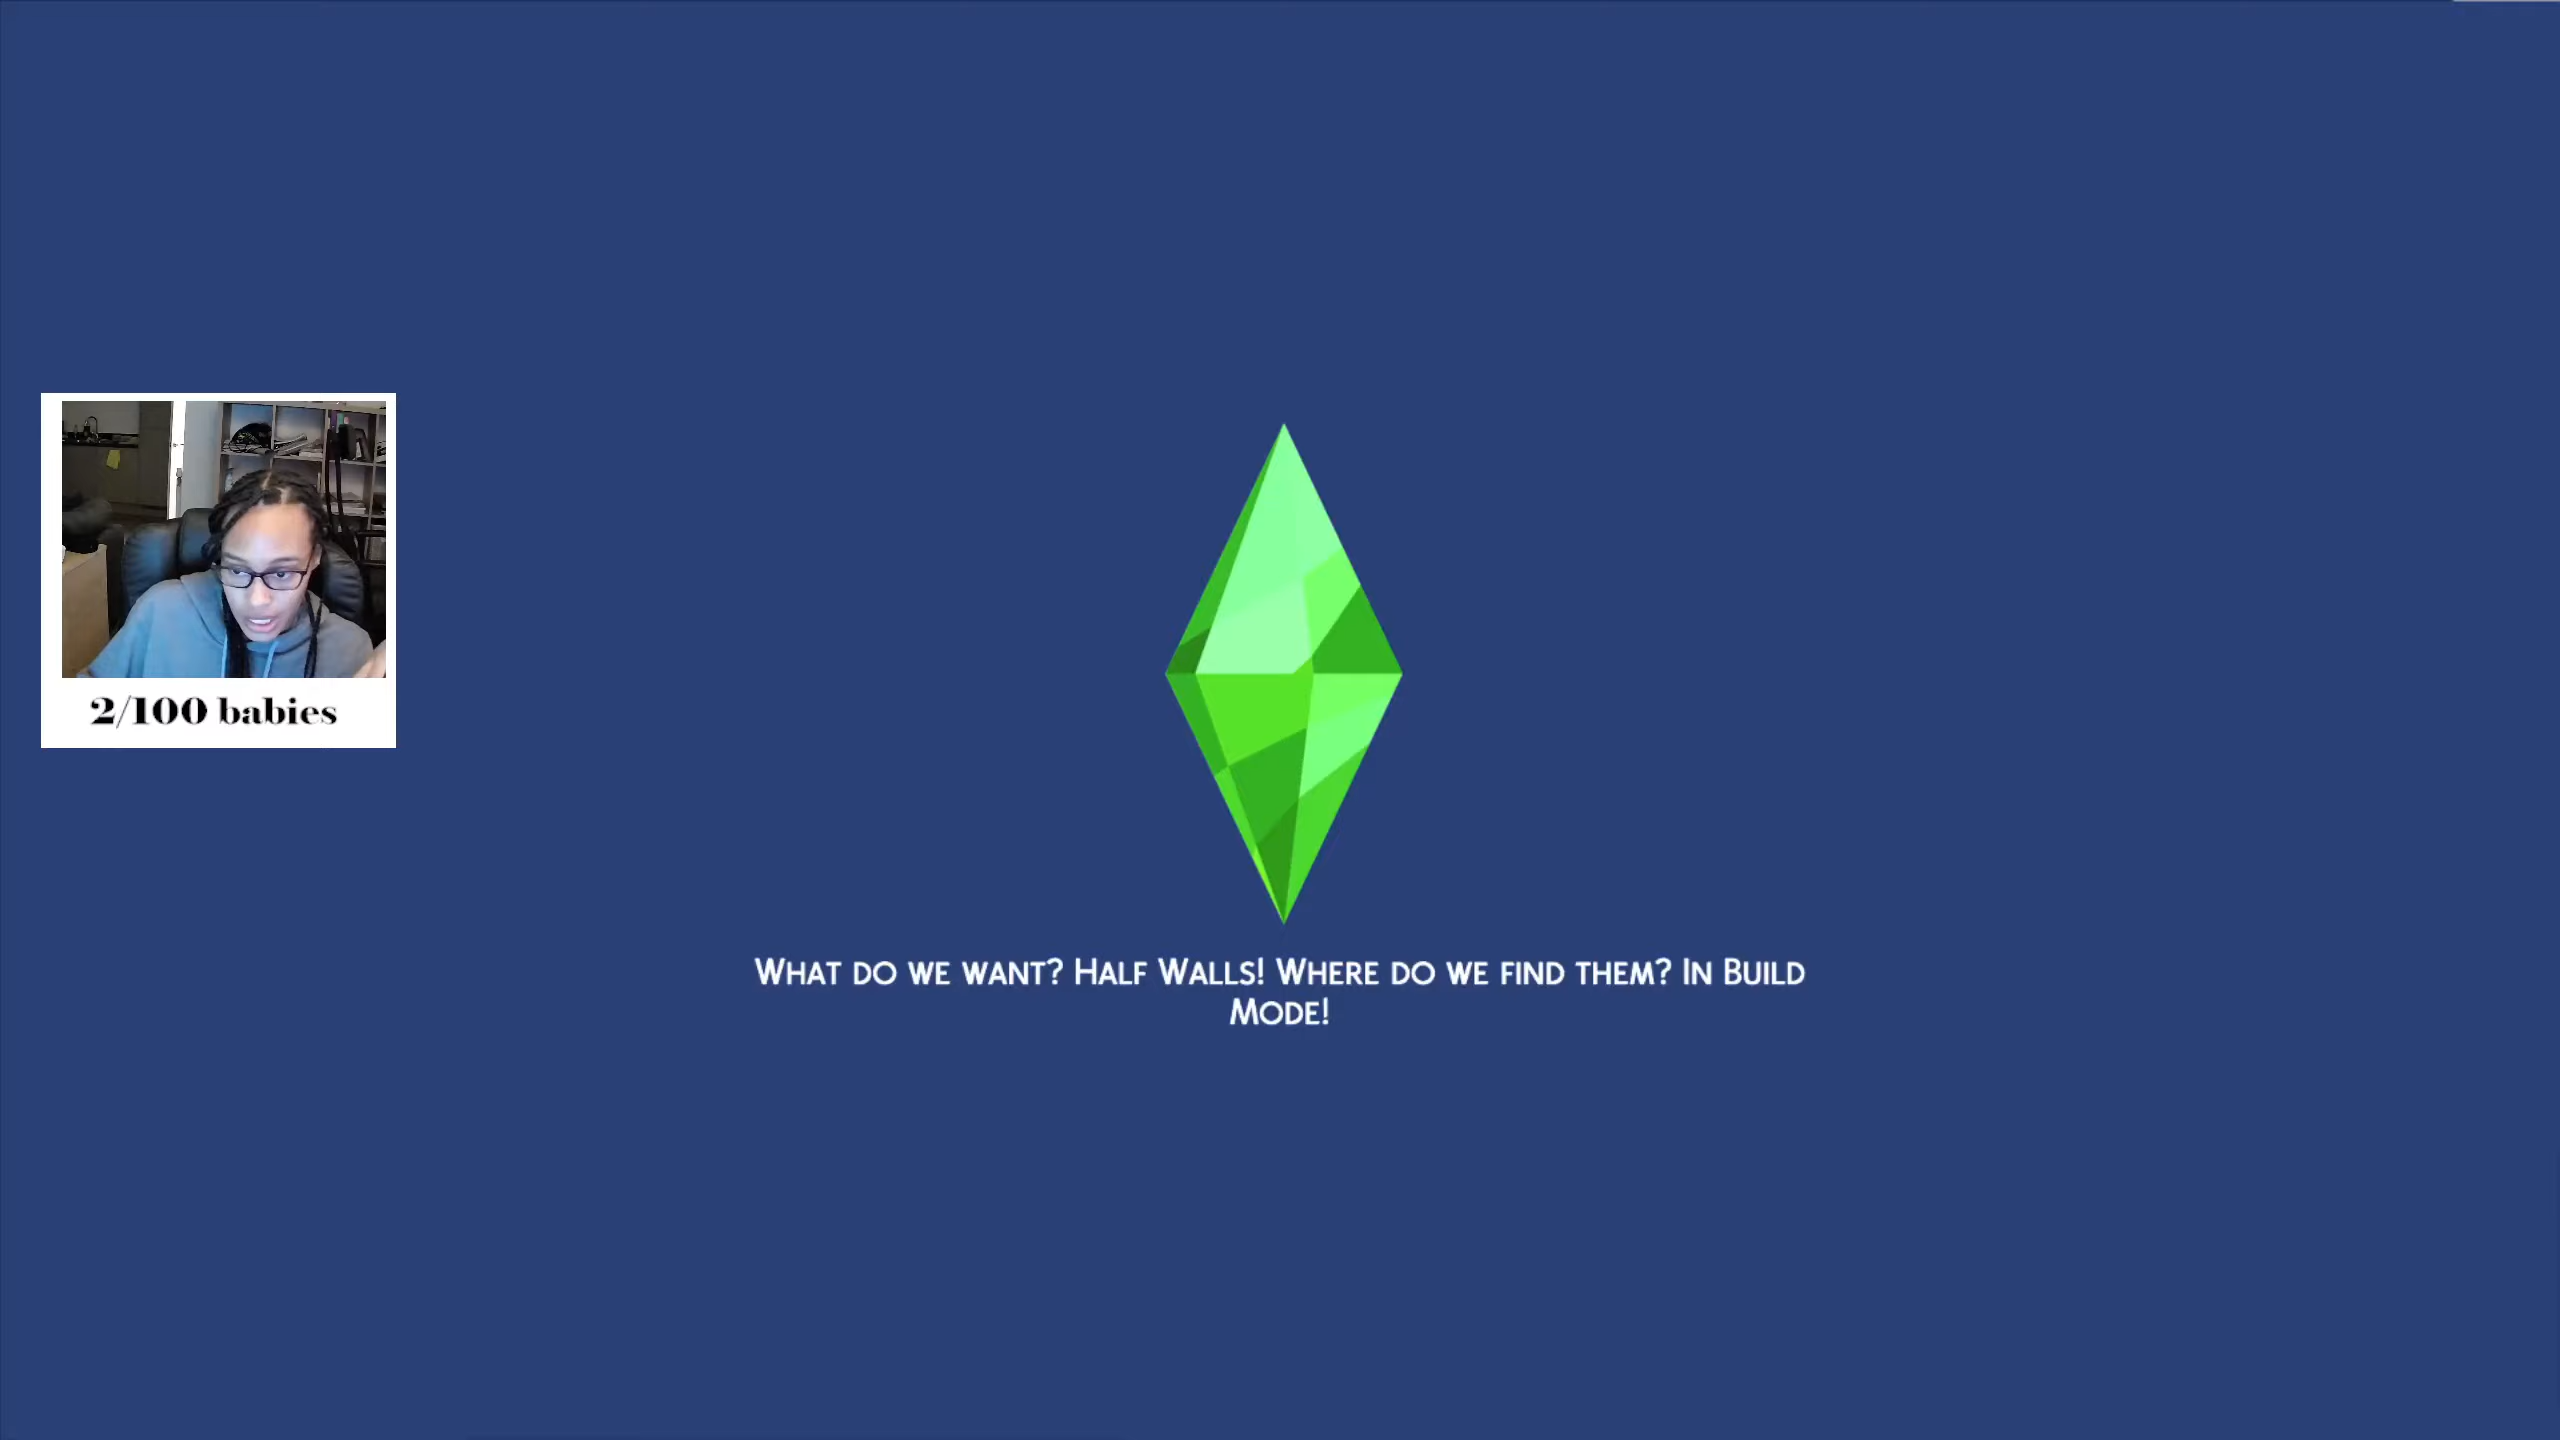 2/100 babies
What do we want? Half Walls! Where do we find them? In Build
Mode!